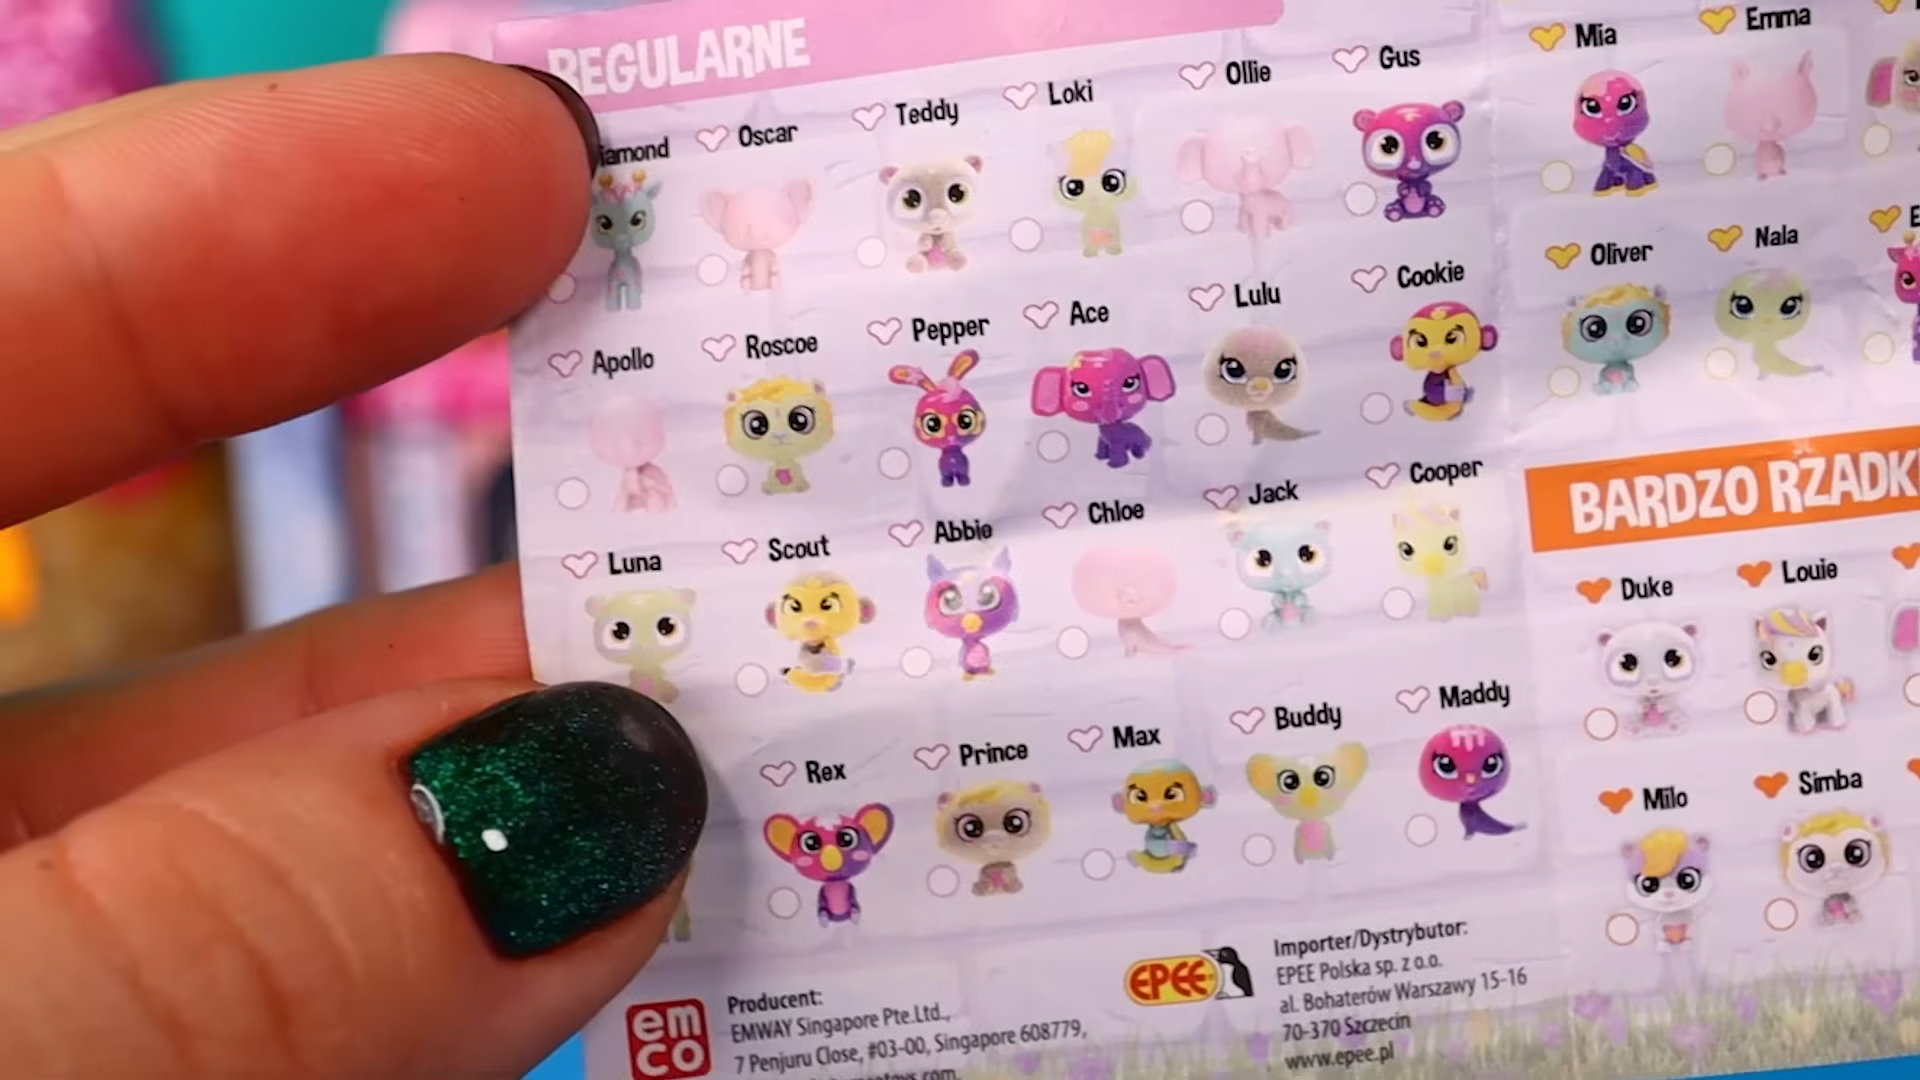 REGULARNE
iamond
Oscar
Teddy
Loki
Ollie
Gus
Mia
Emma
Apollo
Roscoe
Pepper
Ace
Lulu
Cookie
Oliver
Nala
E
Luna
Scout
Abbie
Chloe
Jack
Cooper
BARDZO RZADK
Duke
Louie
Rex
Prince
Max
Buddy
Maddy
Milo
Simba
emco
Producent:
EMWAY Singapore Pte.Ltd.,
7 Penjuru Close, #03-00, Singapore 608779,
EPEE
Importer/Dystrybutor:
EPEE Polska sp. z o.o.
al. Bohaterów Warszawy 15-16
70-370 Szczecin
www.epee.pl